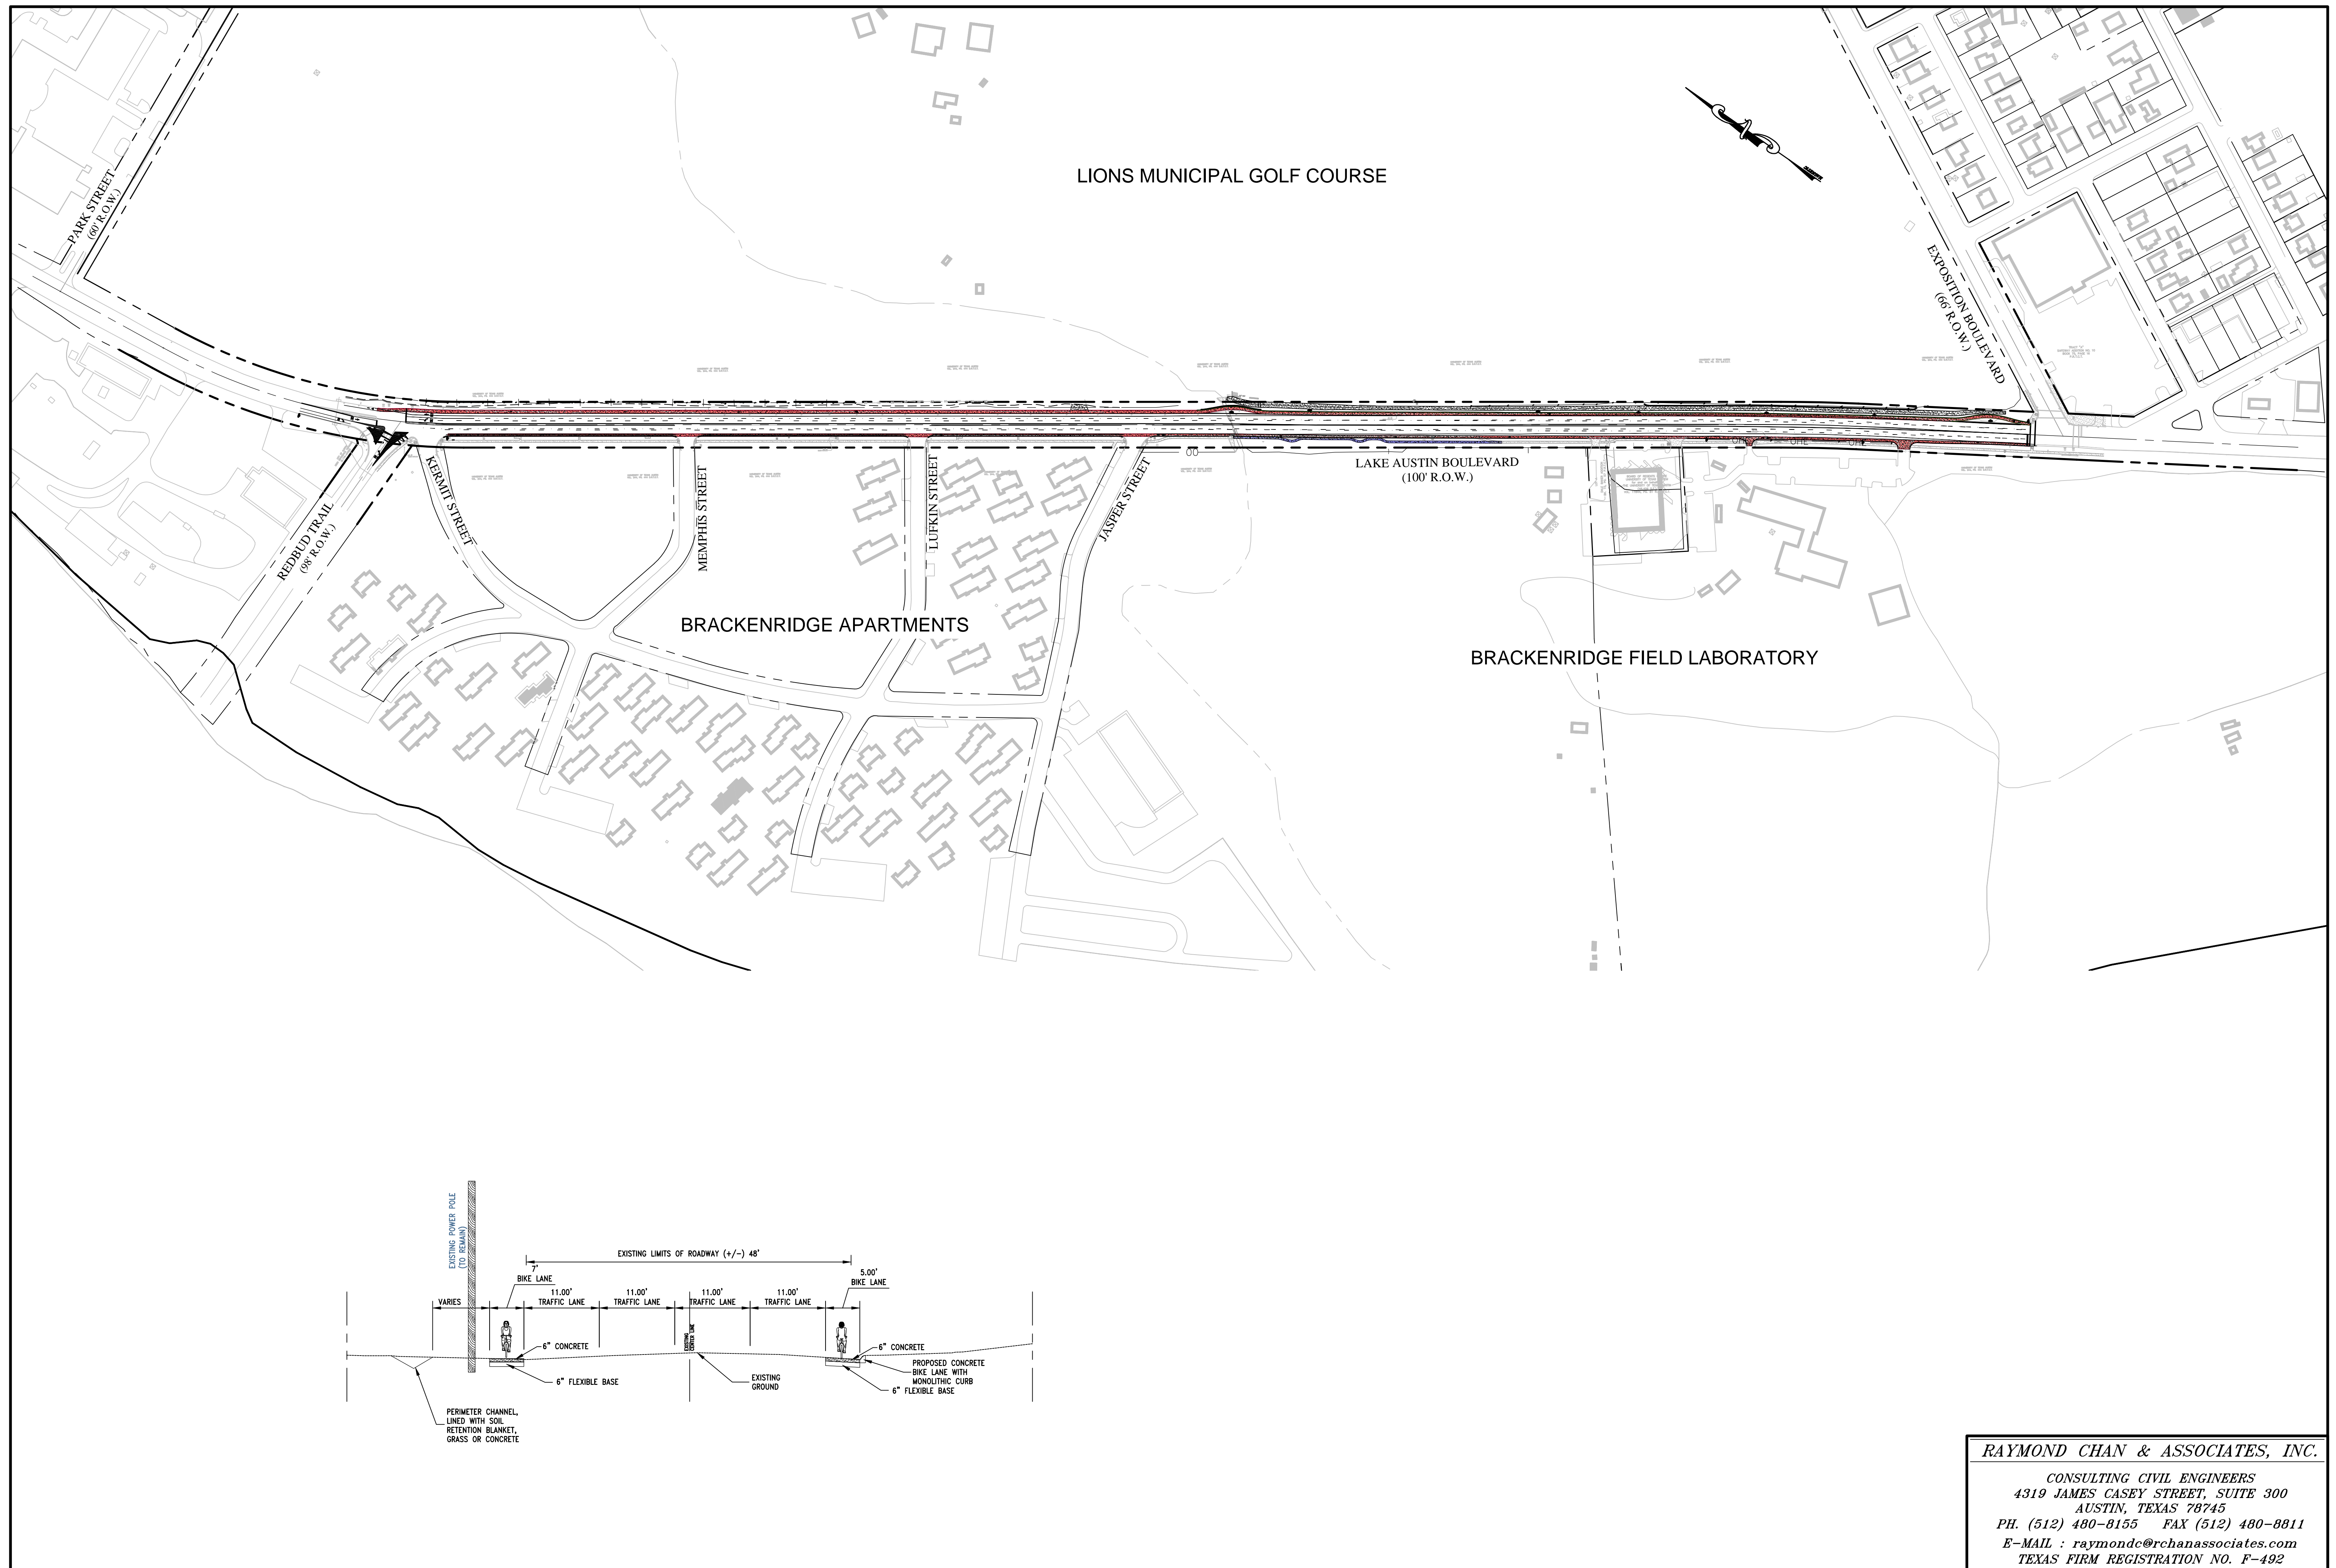 LIONS MUNICIPAL GOLF COURSE
PARK STREET
(60' R.O.W.)
EXPOSITION BOULEVARD
(66' R.O.W.)
REDBUD TRAIL
(98' R.O.W.)
KERMIT STREET
MEMPHIS STREET
LUFKIN STREET
JASPER STREET
LAKE AUSTIN BOULEVARD
(100' R.O.W.)
OHE
OHE
BRACKENRIDGE APARTMENTS
BRACKENRIDGE FIELD LABORATORY
EXISTING POWER POLE
(TO REMAIN)
EXISTING LIMITS OF ROADWAY (+/-) 48'
7'
BIKE LANE
5.00'
BIKE LANE
VARIES
11.00'
TRAFFIC LANE
11.00'
TRAFFIC LANE
11.00'
TRAFFIC LANE
11.00'
TRAFFIC LANE
EXISTING
CENTER LINE
6" CONCRETE
6" FLEXIBLE BASE
EXISTING
GROUND
6" CONCRETE
PROPOSED CONCRETE
BIKE LANE WITH
MONOLITHIC CURB
6" FLEXIBLE BASE
PERIMETER CHANNEL,
LINED WITH SOIL
RETENTION BLANKET,
GRASS OR CONCRETE
RAYMOND CHAN & ASSOCIATES, INC.
CONSULTING CIVIL ENGINEERS
4319 JAMES CASEY STREET, SUITE 300
AUSTIN, TEXAS 78745
PH. (512) 480-8155 FAX (512) 480-8811
E-MAIL : raymondc@rchanassociates.com
TEXAS FIRM REGISTRATION NO. F-492